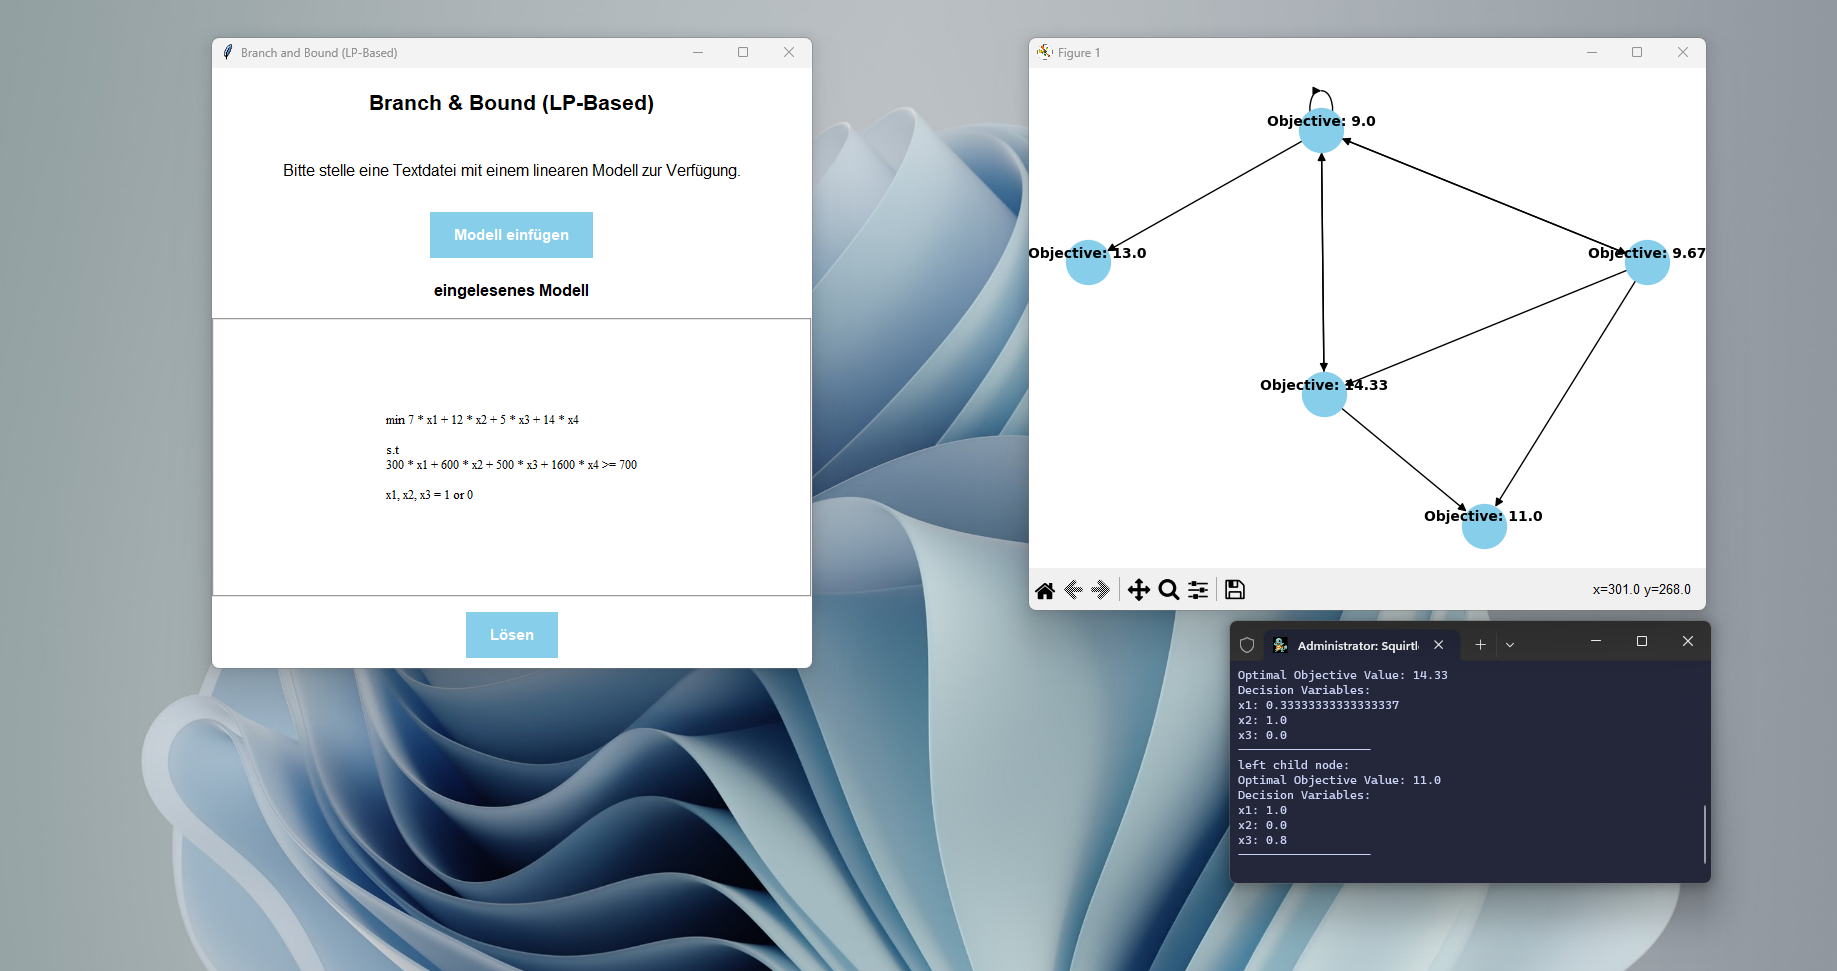 Branch and Bound (LP-Based)
Branch & Bound (LP-Based)
Bitte stelle eine Textdatei mit einem linearen Modell zur Verfügung.
Modell einfügen
eingelesenes Modell
min 7 * x1 + 12 * x2 + 5 * x3 + 14 * x4
s.t
300 * x1 + 600 * x2 + 500 * x3 + 1600 * x4 >= 700
x1, x2, x3 = 1 or 0
Lösen
Figure 1
Objective: 9.0
Objective: 13.0
Objective: 9.67
Objective: 14.33
Objective: 11.0
x=301.0 y=268.0
Administrator: Squirtl
Optimal Objective Value: 14.33
Decision Variables:
x1: 0.33333333333333337
x2: 1.0
x3: 0.0
left child node:
Optimal Objective Value: 11.0
Decision Variables:
x1: 1.0
x2: 0.0
x3: 0.8